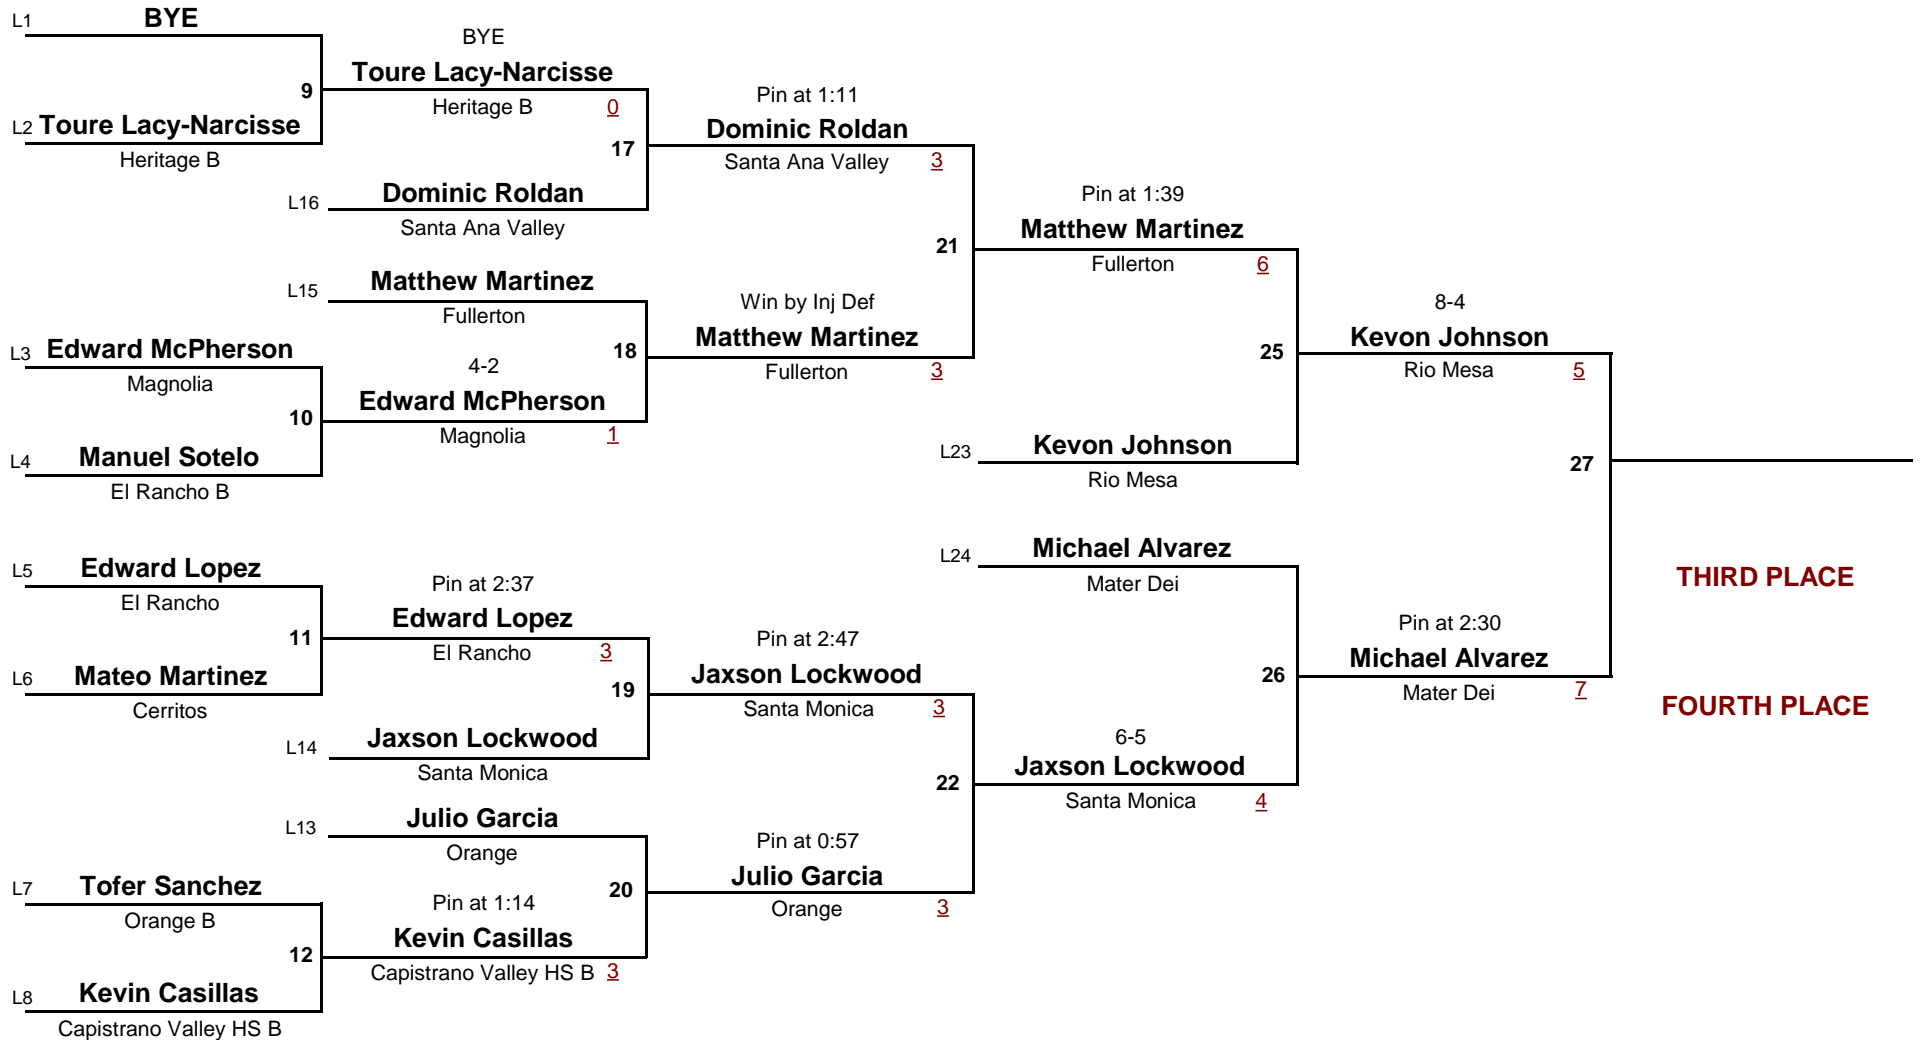 L1 BYE
9
L2 Toure Lacy-Narcisse
Heritage B
L3 Edward McPherson
Magnolia
10
L4 Manuel Sotelo
El Rancho B
L5 Edward Lopez
El Rancho
11
L6 Mateo Martinez
Cerritos
L7 Tofer Sanchez
Orange B
12
L8 Kevin Casillas
Capistrano Valley HS B
BYE
Toure Lacy-Narcisse
Heritage B 0
17
L16 Dominic Roldan
Santa Ana Valley
L15 Matthew Martinez
Fullerton
18
4-2
Edward McPherson
Magnolia 1
Pin at 2:37
Edward Lopez
El Rancho 3
19
L14 Jaxson Lockwood
Santa Monica
L13 Julio Garcia
Orange
20
Pin at 1:14
Kevin Casillas
Capistrano Valley HS B 3
Pin at 1:11
Dominic Roldan
Santa Ana Valley 3
21
Win by Inj Def
Matthew Martinez
Fullerton 3
Pin at 2:47
Jaxson Lockwood
Santa Monica 3
22
Pin at 0:57
Julio Garcia
Orange 3
Pin at 1:39
Matthew Martinez
Fullerton 6
25
L23 Kevon Johnson
Rio Mesa
L24 Michael Alvarez
Mater Dei
26
6-5
Jaxson Lockwood
Santa Monica 4
8-4
Kevon Johnson
Rio Mesa 5
27
Pin at 2:30
Michael Alvarez
Mater Dei 7
THIRD PLACE
FOURTH PLACE